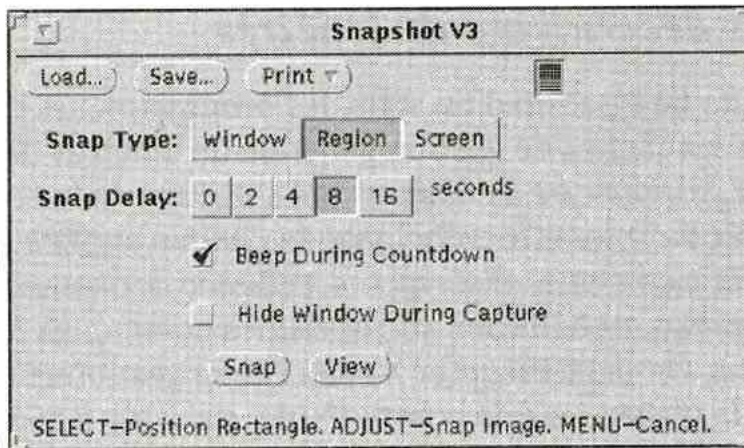 Snapshot V3
Load... Save... Print
Snap Type: Window Region Screen
Snap Delay: 0 2 4 8 16 seconds
Beep During Countdown
Hide Window During Capture
Snap View
SELECT–Position Rectangle. ADJUST–Snap Image. MENU–Cancel.